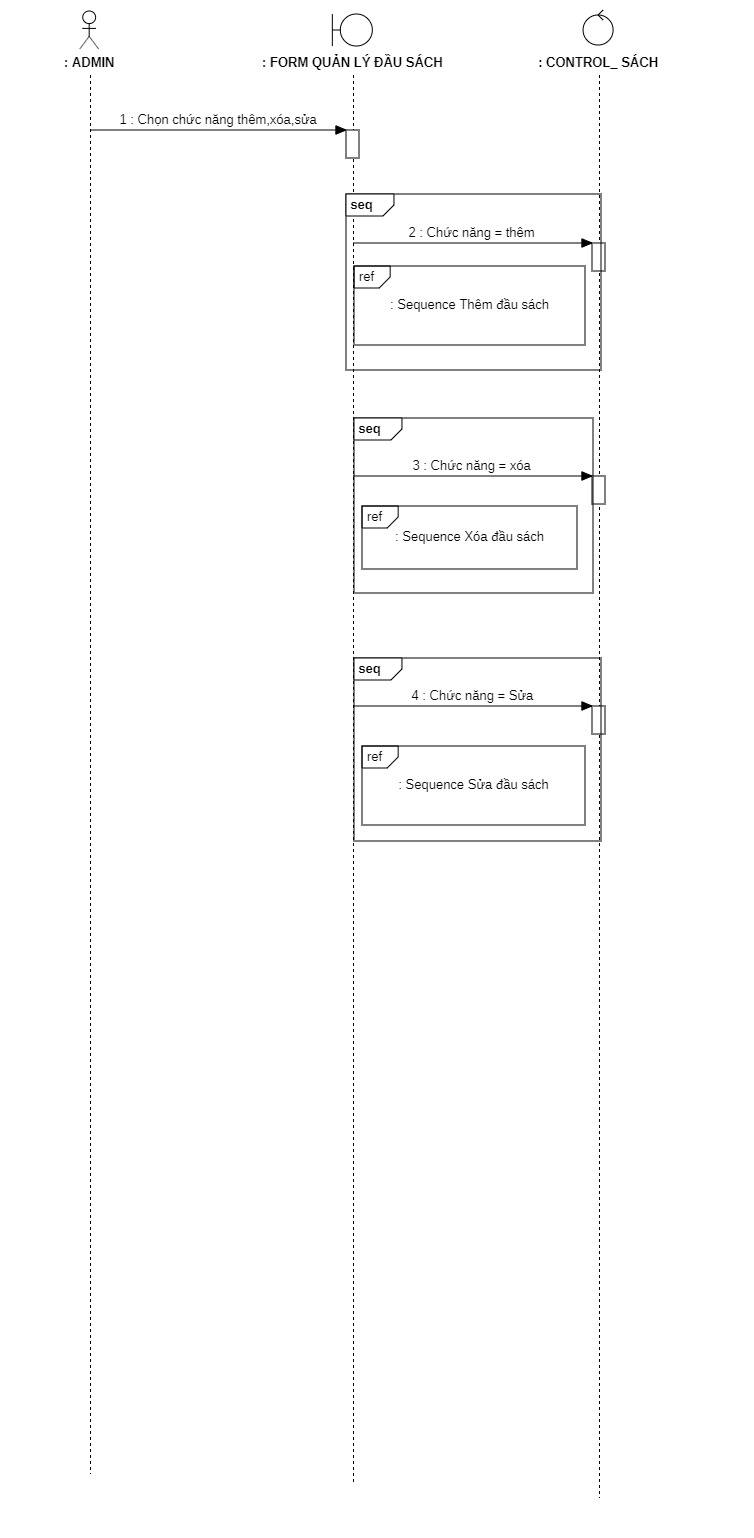 : ADMIN
: FORM QUẢN LÝ ĐẦU SÁCH
: CONTROL_ SÁCH
1 : Chọn chức năng thêm,xóa,sửa
seq
2 : Chức năng = thêm
ref
: Sequence Thêm đầu sách
seq
3 : Chức năng = xóa
ref
: Sequence Xóa đầu sách
seq
4 : Chức năng = Sửa
ref
: Sequence Sửa đầu sách